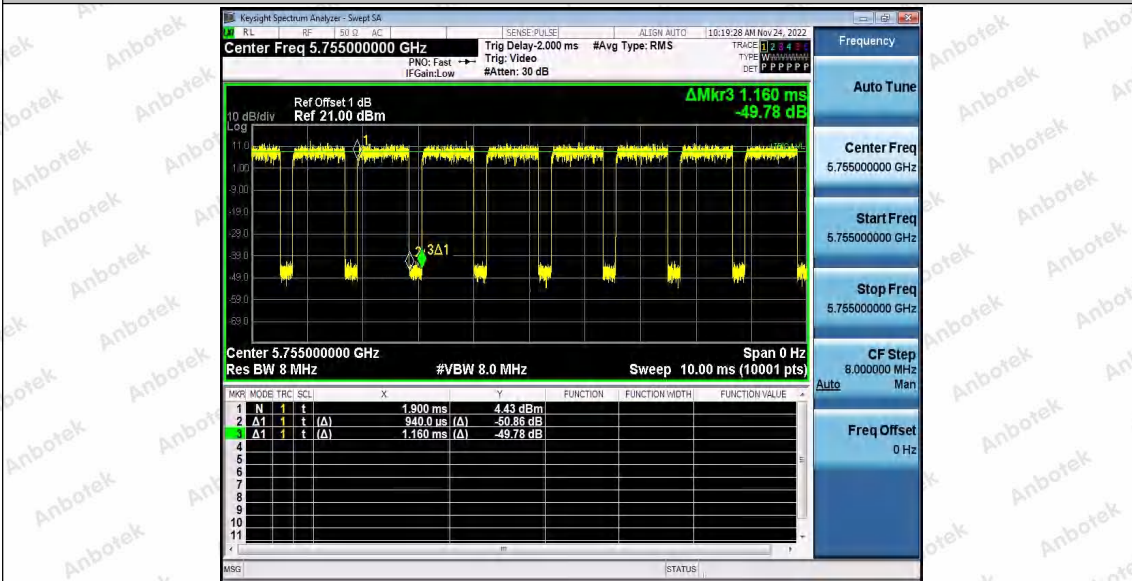 Keysight Spectrum Analyzer - Swept SA
RL RF 50 Ω AC SENSE:PULSE ALIGN AUTO 10:19:28 AM Nov 24, 2022
Center Freq 5.755000000 GHz
PNO: Fast
IFGain:Low
Trig Delay-2.000 ms
Trig: Video
#Atten: 30 dB
#Avg Type: RMS
TRACE 1 2 3 4 5 6
TYPE WWWWWW
DET P P P P P P
Ref Offset 1 dB
10 dB/div Ref 21.00 dBm
Log
ΔMkr3 1.160 ms
-49.78 dB
11.0
1.00
-9.00
-19.0
-29.0
-39.0
-49.0
-59.0
-69.0
1
2 3Δ1
Center 5.755000000 GHz Span 0 Hz
Res BW 8 MHz #VBW 8.0 MHz Sweep 10.00 ms (10001 pts)
MKR MODE TRC SCL X Y FUNCTION FUNCTION WIDTH FUNCTION VALUE
1 N 1 t 1.900 ms 4.43 dBm
2 Δ1 1 t (Δ) 940.0 µs (Δ) -50.86 dB
3 Δ1 1 t (Δ) 1.160 ms (Δ) -49.78 dB
4
5
6
7
8
9
10
11
MSG STATUS
Frequency
Auto Tune
Center Freq
5.755000000 GHz
Start Freq
5.755000000 GHz
Stop Freq
5.755000000 GHz
CF Step
8.000000 MHz
Auto Man
Freq Offset
0 Hz
Anbotek